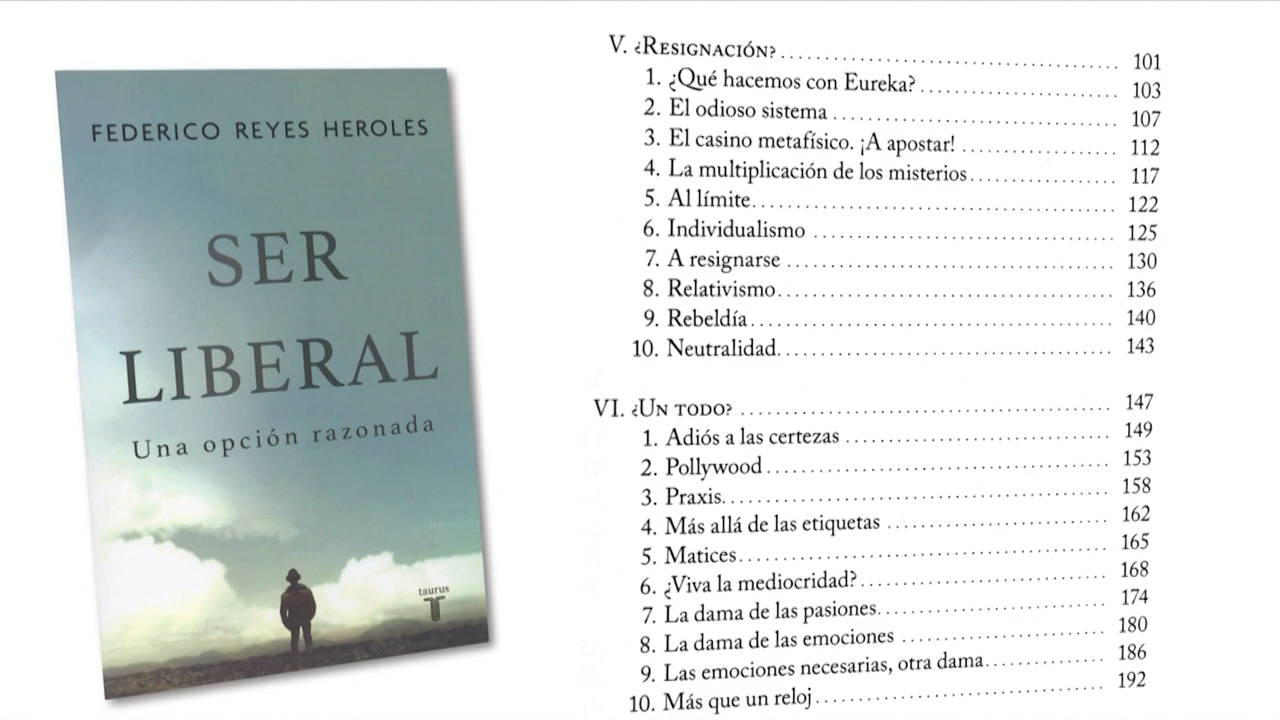 FEDERICO REYES HEROLES
SER
LIBERAL
Una opción razonada
taurus
V. ¿RESIGNACIÓN? 101
1. ¿Qué hacemos con Eureka? 103
2. El odioso sistema 107
3. El casino metafísico. ¡A apostar! 112
4. La multiplicación de los misterios 117
5. Al límite 122
6. Individualismo 125
7. A resignarse 130
8. Relativismo 136
9. Rebeldía 140
10. Neutralidad 143
VI. ¿UN TODO? 147
1. Adiós a las certezas 149
2. Pollywood 153
3. Praxis 158
4. Más allá de las etiquetas 162
5. Matices 165
6. ¿Viva la mediocridad? 168
7. La dama de las pasiones 174
8. La dama de las emociones 180
9. Las emociones necesarias, otra dama 186
10. Más que un reloj 192